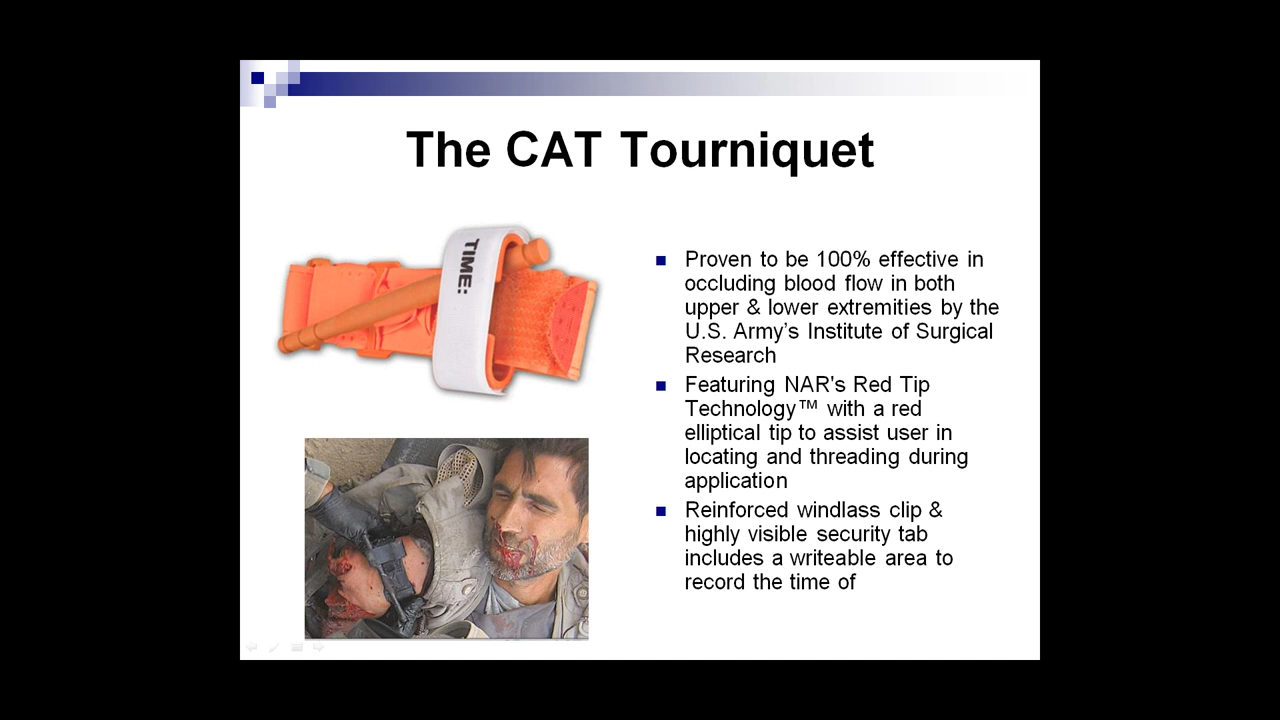 The CAT Tourniquet
TIME:
Proven to be 100% effective in
occluding blood flow in both
upper & lower extremities by the
U.S. Army's Institute of Surgical
Research
Featuring NAR's Red Tip
Technology™ with a red
elliptical tip to assist user in
locating and threading during
application
Reinforced windlass clip &
highly visible security tab
includes a writeable area to
record the time of